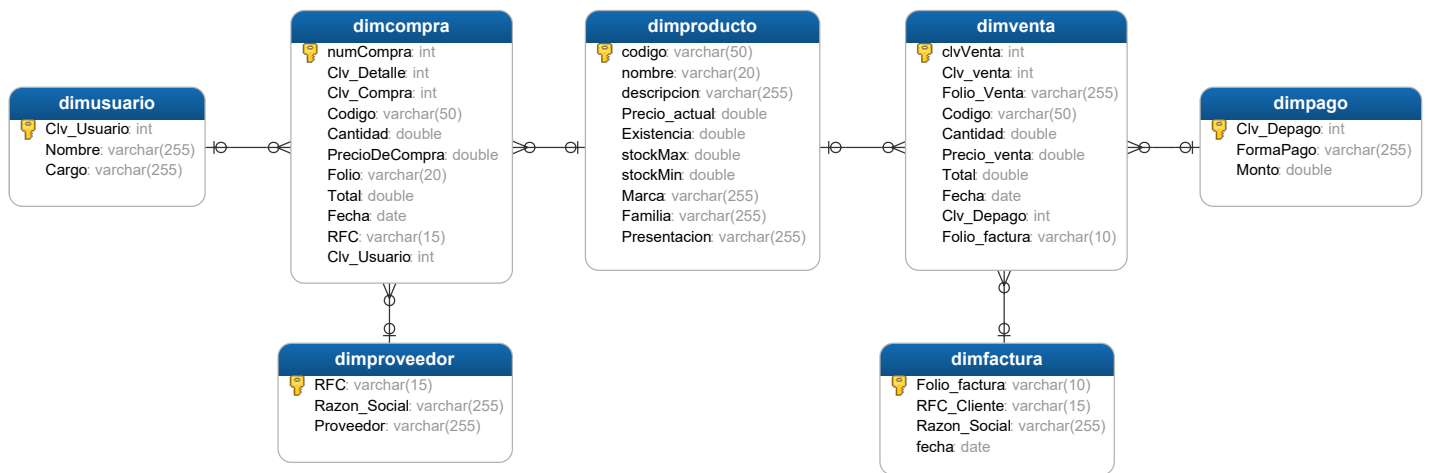 dimusuario
Clv_Usuario: int
Nombre: varchar(255)
Cargo: varchar(255)
dimcompra
numCompra: int
Clv_Detalle: int
Clv_Compra: int
Codigo: varchar(50)
Cantidad: double
PrecioDeCompra: double
Folio: varchar(20)
Total: double
Fecha: date
RFC: varchar(15)
Clv_Usuario: int
dimproveedor
RFC: varchar(15)
Razon_Social: varchar(255)
Proveedor: varchar(255)
dimproducto
codigo: varchar(50)
nombre: varchar(20)
descripcion: varchar(255)
Precio_actual: double
Existencia: double
stockMax: double
stockMin: double
Marca: varchar(255)
Familia: varchar(255)
Presentacion: varchar(255)
dimventa
clvVenta: int
Clv_venta: int
Folio_Venta: varchar(255)
Codigo: varchar(50)
Cantidad: double
Precio_venta: double
Total: double
Fecha: date
Clv_Depago: int
Folio_factura: varchar(10)
dimfactura
Folio_factura: varchar(10)
RFC_Cliente: varchar(15)
Razon_Social: varchar(255)
fecha: date
dimpago
Clv_Depago: int
FormaPago: varchar(255)
Monto: double